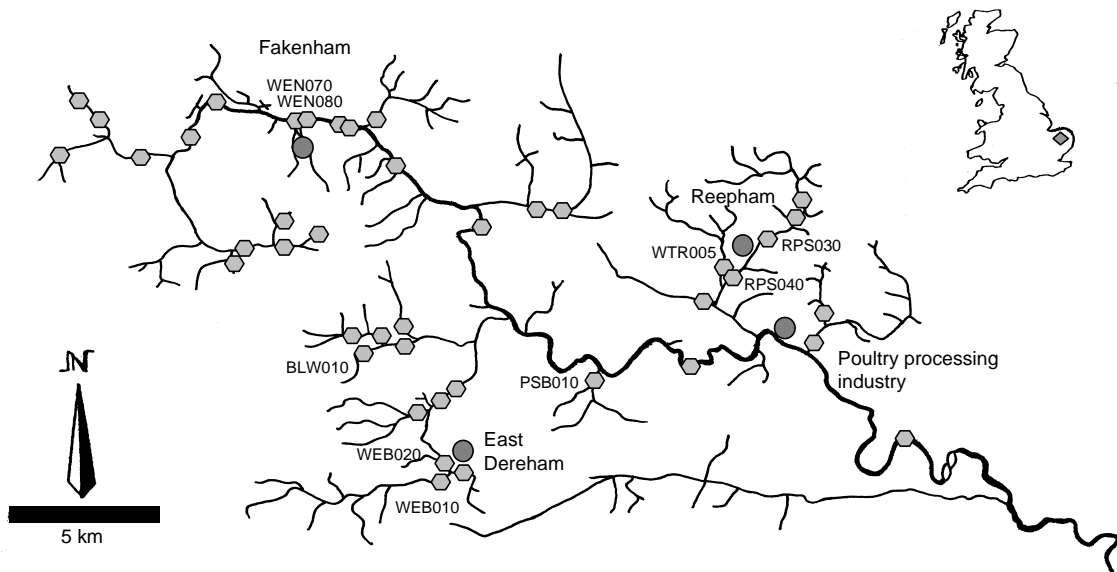 Fakenham
WEN070
WEN080
Reepham
WTR005
RPS030
RPS040
BLW010
PSB010
Poultry processing
industry
WEB020
East
Dereham
WEB010
N
5 km